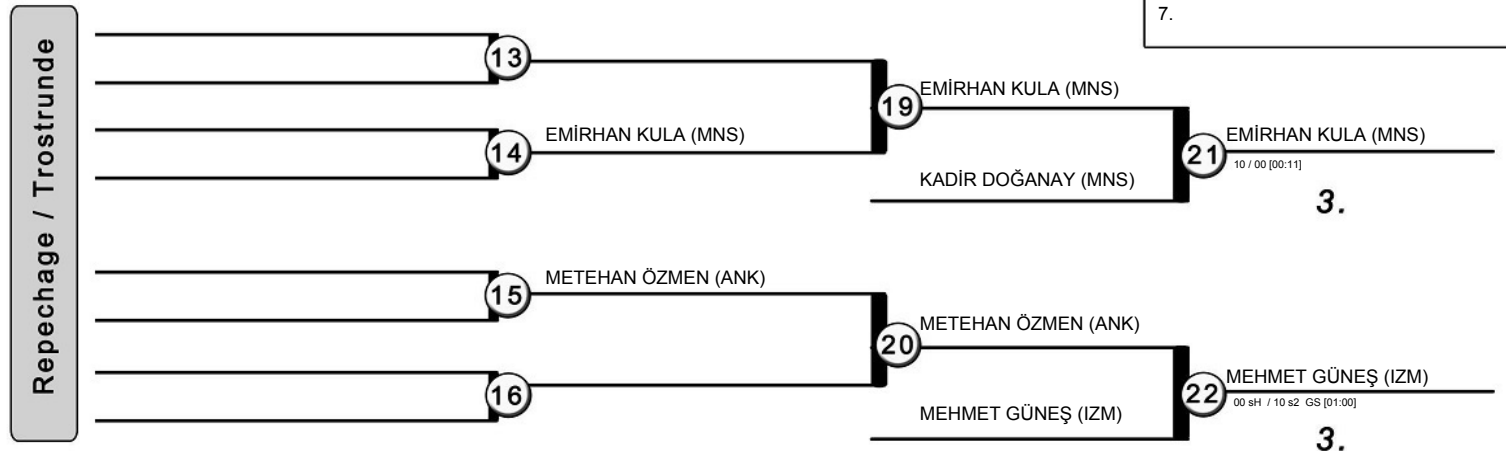 7.
Repechage / Trostrunde
13
19
EMİRHAN KULA (MNS)
14
EMİRHAN KULA (MNS)
21
EMİRHAN KULA (MNS)
10 / 00 [00:11]
KADİR DOĞANAY (MNS)
3.
15
METEHAN ÖZMEN (ANK)
20
METEHAN ÖZMEN (ANK)
16
22
MEHMET GÜNEŞ (IZM)
00 sH / 10 s2 GS [01:00]
MEHMET GÜNEŞ (IZM)
3.